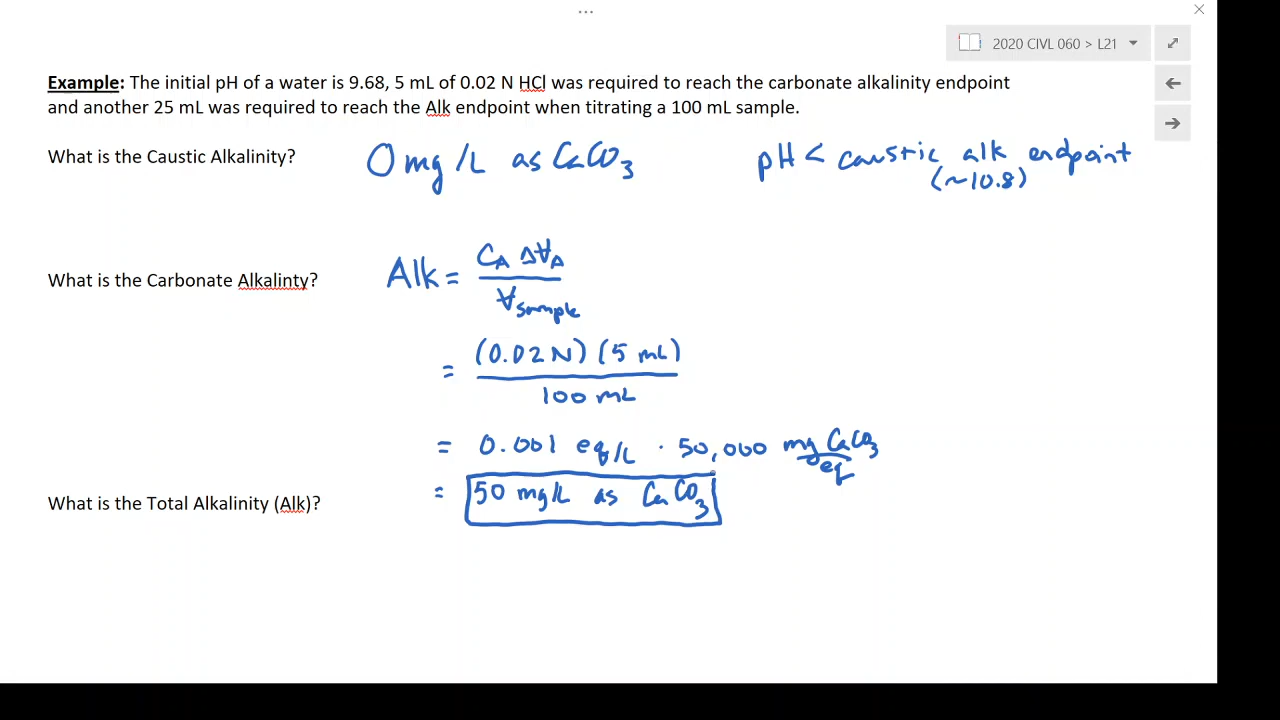 2020 CIVL 060 > L21
Example: The initial pH of a water is 9.68, 5 mL of 0.02 N HCl was required to reach the carbonate alkalinity endpoint
and another 25 mL was required to reach the Alk endpoint when titrating a 100 mL sample.
What is the Caustic Alkalinity? 0 mg/L as CaCO3 pH < caustic alk endpoint
(~10.8)
What is the Carbonate Alkalinty? Alk = CA ΔVA / Vsample
= (0.02 N) (5 mL)
100 mL
= 0.001 eq/L · 50,000 mg CaCO3 / eq
= 50 mg/L as CaCO3
What is the Total Alkalinity (Alk)?